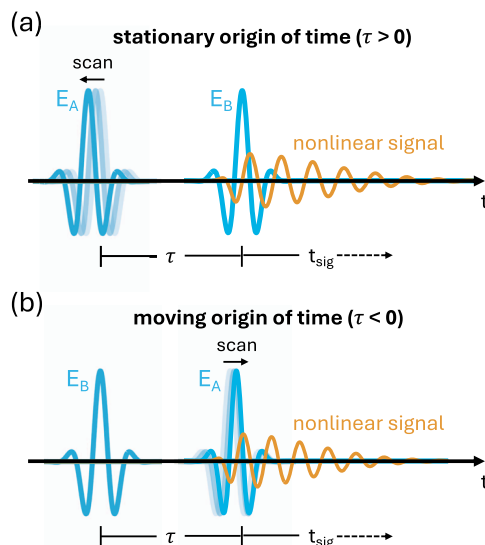 (a)
stationary origin of time (τ > 0)
scan
E_A
E_B
nonlinear signal
t
τ
t_sig
(b)
moving origin of time (τ < 0)
scan
E_B
E_A
nonlinear signal
t
τ
t_sig